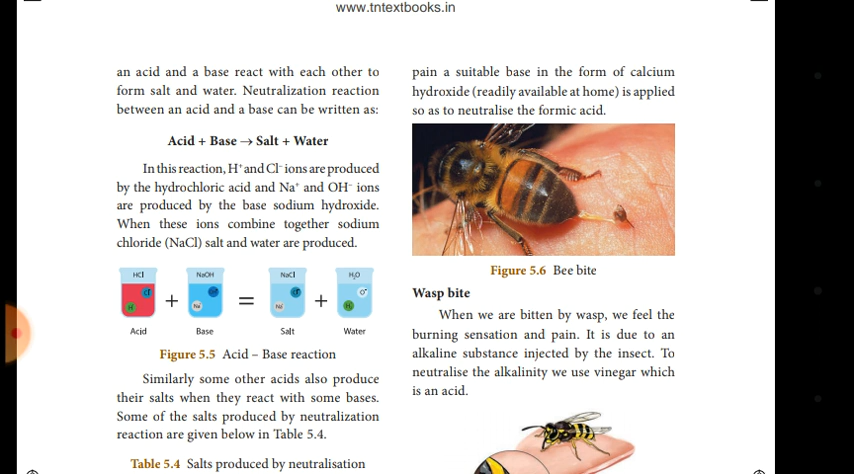 www.tntextbooks.in
an acid and a base react with each other to
form salt and water. Neutralization reaction
between an acid and a base can be written as:
Acid + Base → Salt + Water
In this reaction, H⁺ and Cl⁻ ions are produced
by the hydrochloric acid and Na⁺ and OH⁻ ions
are produced by the base sodium hydroxide.
When these ions combine together sodium
chloride (NaCl) salt and water are produced.
HCl NaOH NaCl H₂O
+ = +
Acid Base Salt Water
Figure 5.5 Acid – Base reaction
Similarly some other acids also produce
their salts when they react with some bases.
Some of the salts produced by neutralization
reaction are given below in Table 5.4.
Table 5.4 Salts produced by neutralisation
pain a suitable base in the form of calcium
hydroxide (readily available at home) is applied
so as to neutralise the formic acid.
Figure 5.6 Bee bite
Wasp bite
When we are bitten by wasp, we feel the
burning sensation and pain. It is due to an
alkaline substance injected by the insect. To
neutralise the alkalinity we use vinegar which
is an acid.